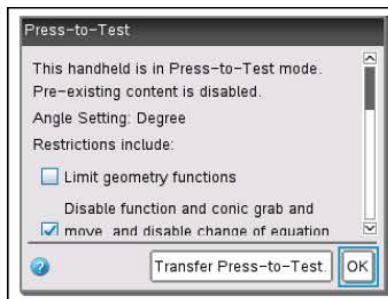 Press-to-Test
This handheld is in Press-to-Test mode.
Pre-existing content is disabled.
Angle Setting: Degree
Restrictions include:
Limit geometry functions
Disable function and conic grab and
move and disable change of equation
Transfer Press-to-Test.
OK